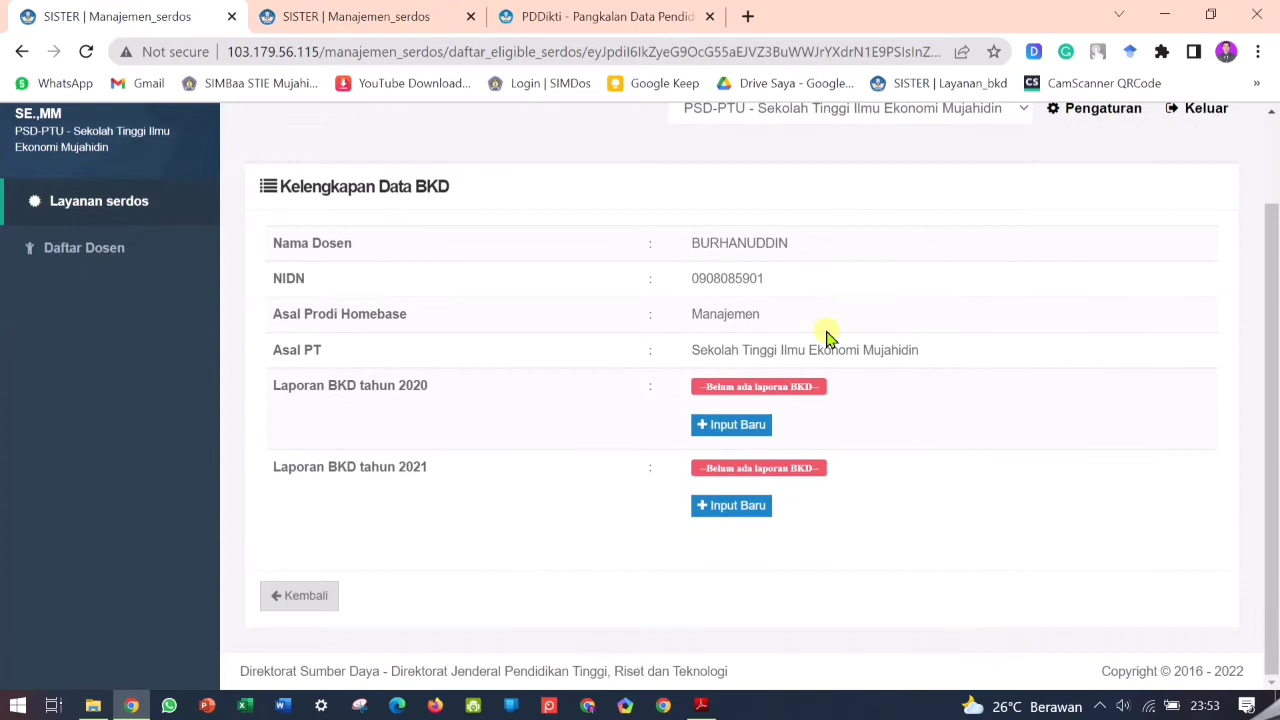 SISTER | Manajemen_serdos
SISTER | Manajemen_serdos
PDDikti - Pangkalan Data Pendid
Not secure
103.179.56.115/manajemen_serdos/daftar_eligible_serdos/eyJpdiI6IkZyeG9OcG55aEJVZ3BuWWJrYXdrN1E9PSIsInZ...
WhatsApp
Gmail
SIMBaa STIE Mujahi...
YouTube Download...
Login | SIMDos
Google Keep
Drive Saya - Google...
SISTER | Layanan_bkd
CS CamScanner QRCode
»
SE.,MM
PSD-PTU - Sekolah Tinggi Ilmu
Ekonomi Mujahidin
PSD-PTU - Sekolah Tinggi Ilmu Ekonomi Mujahidin
Pengaturan
Keluar
Layanan serdos
Daftar Dosen
Kelengkapan Data BKD
Nama Dosen : BURHANUDDIN
NIDN : 0908085901
Asal Prodi Homebase : Manajemen
Asal PT : Sekolah Tinggi Ilmu Ekonomi Mujahidin
Laporan BKD tahun 2020 : --Belum ada laporan BKD--
Input Baru
Laporan BKD tahun 2021 : --Belum ada laporan BKD--
Input Baru
Kembali
Direktorat Sumber Daya - Direktorat Jenderal Pendidikan Tinggi, Riset dan Teknologi
Copyright © 2016 - 2022
26°C Berawan
23:53